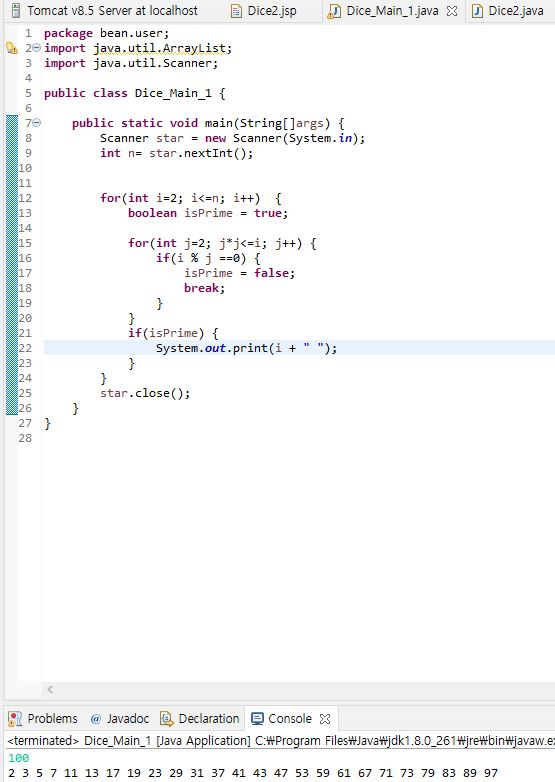 Tomcat v8.5 Server at localhost Dice2.jsp Dice_Main_1.java Dice2.java
1 package bean.user;
2 import java.util.ArrayList;
3 import java.util.Scanner;
4
5 public class Dice_Main_1 {
6
7 public static void main(String[]args) {
8 Scanner star = new Scanner(System.in);
9 int n= star.nextInt();
10
11
12 for(int i=2; i<=n; i++)  {
13 boolean isPrime = true;
14
15 for(int j=2; j*j<=i; j++) {
16 if(i % j ==0) {
17 isPrime = false;
18 break;
19 }
20 }
21 if(isPrime) {
22 System.out.print(i + " ");
23 }
24 }
25 star.close();
26 }
27 }
28
Problems @ Javadoc Declaration Console
<terminated> Dice_Main_1 [Java Application] C:₩Program Files₩Java₩jdk1.8.0_261₩jre₩bin₩javaw.ex
100
2 3 5 7 11 13 17 19 23 29 31 37 41 43 47 53 59 61 67 71 73 79 83 89 97